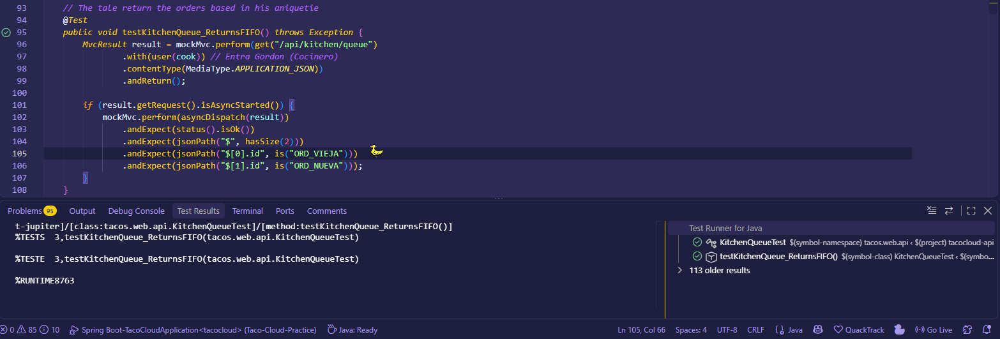 93 // The tale return the orders based in his aniquetie
94 @Test
95 public void testKitchenQueue_ReturnsFIFO() throws Exception {
96 MvcResult result = mockMvc.perform(get("/api/kitchen/queue")
97 .with(user(cook)) // Entra Gordon (Cocinero)
98 .contentType(MediaType.APPLICATION_JSON))
99 .andReturn();
100
101 if (result.getRequest().isAsyncStarted()) {
102 mockMvc.perform(asyncDispatch(result))
103 .andExpect(status().isOk())
104 .andExpect(jsonPath("$", hasSize(2)))
105 .andExpect(jsonPath("$[0].id", is("ORD_VIEJA")))
106 .andExpect(jsonPath("$[1].id", is("ORD_NUEVA")));
107 }
108 }
Problems 95 Output Debug Console Test Results Terminal Ports Comments
t-jupiter]/[class:tacos.web.api.KitchenQueueTest]/[method:testKitchenQueue_ReturnsFIFO()]
%TESTS 3,testKitchenQueue_ReturnsFIFO(tacos.web.api.KitchenQueueTest)
%TESTE 3,testKitchenQueue_ReturnsFIFO(tacos.web.api.KitchenQueueTest)
%RUNTIME8763
Test Runner for Java
KitchenQueueTest $(symbol-namespace) tacos.web.api < $(project) tacocloud-api
testKitchenQueue_ReturnsFIFO() $(symbol-class) KitchenQueueTest < $(symbo...
113 older results
0 85 10 Spring Boot-TacoCloudApplication<tacocloud> (Taco-Cloud-Practice) Java: Ready Ln 105, Col 66 Spaces: 4 UTF-8 CRLF {} Java QuackTrack Go Live